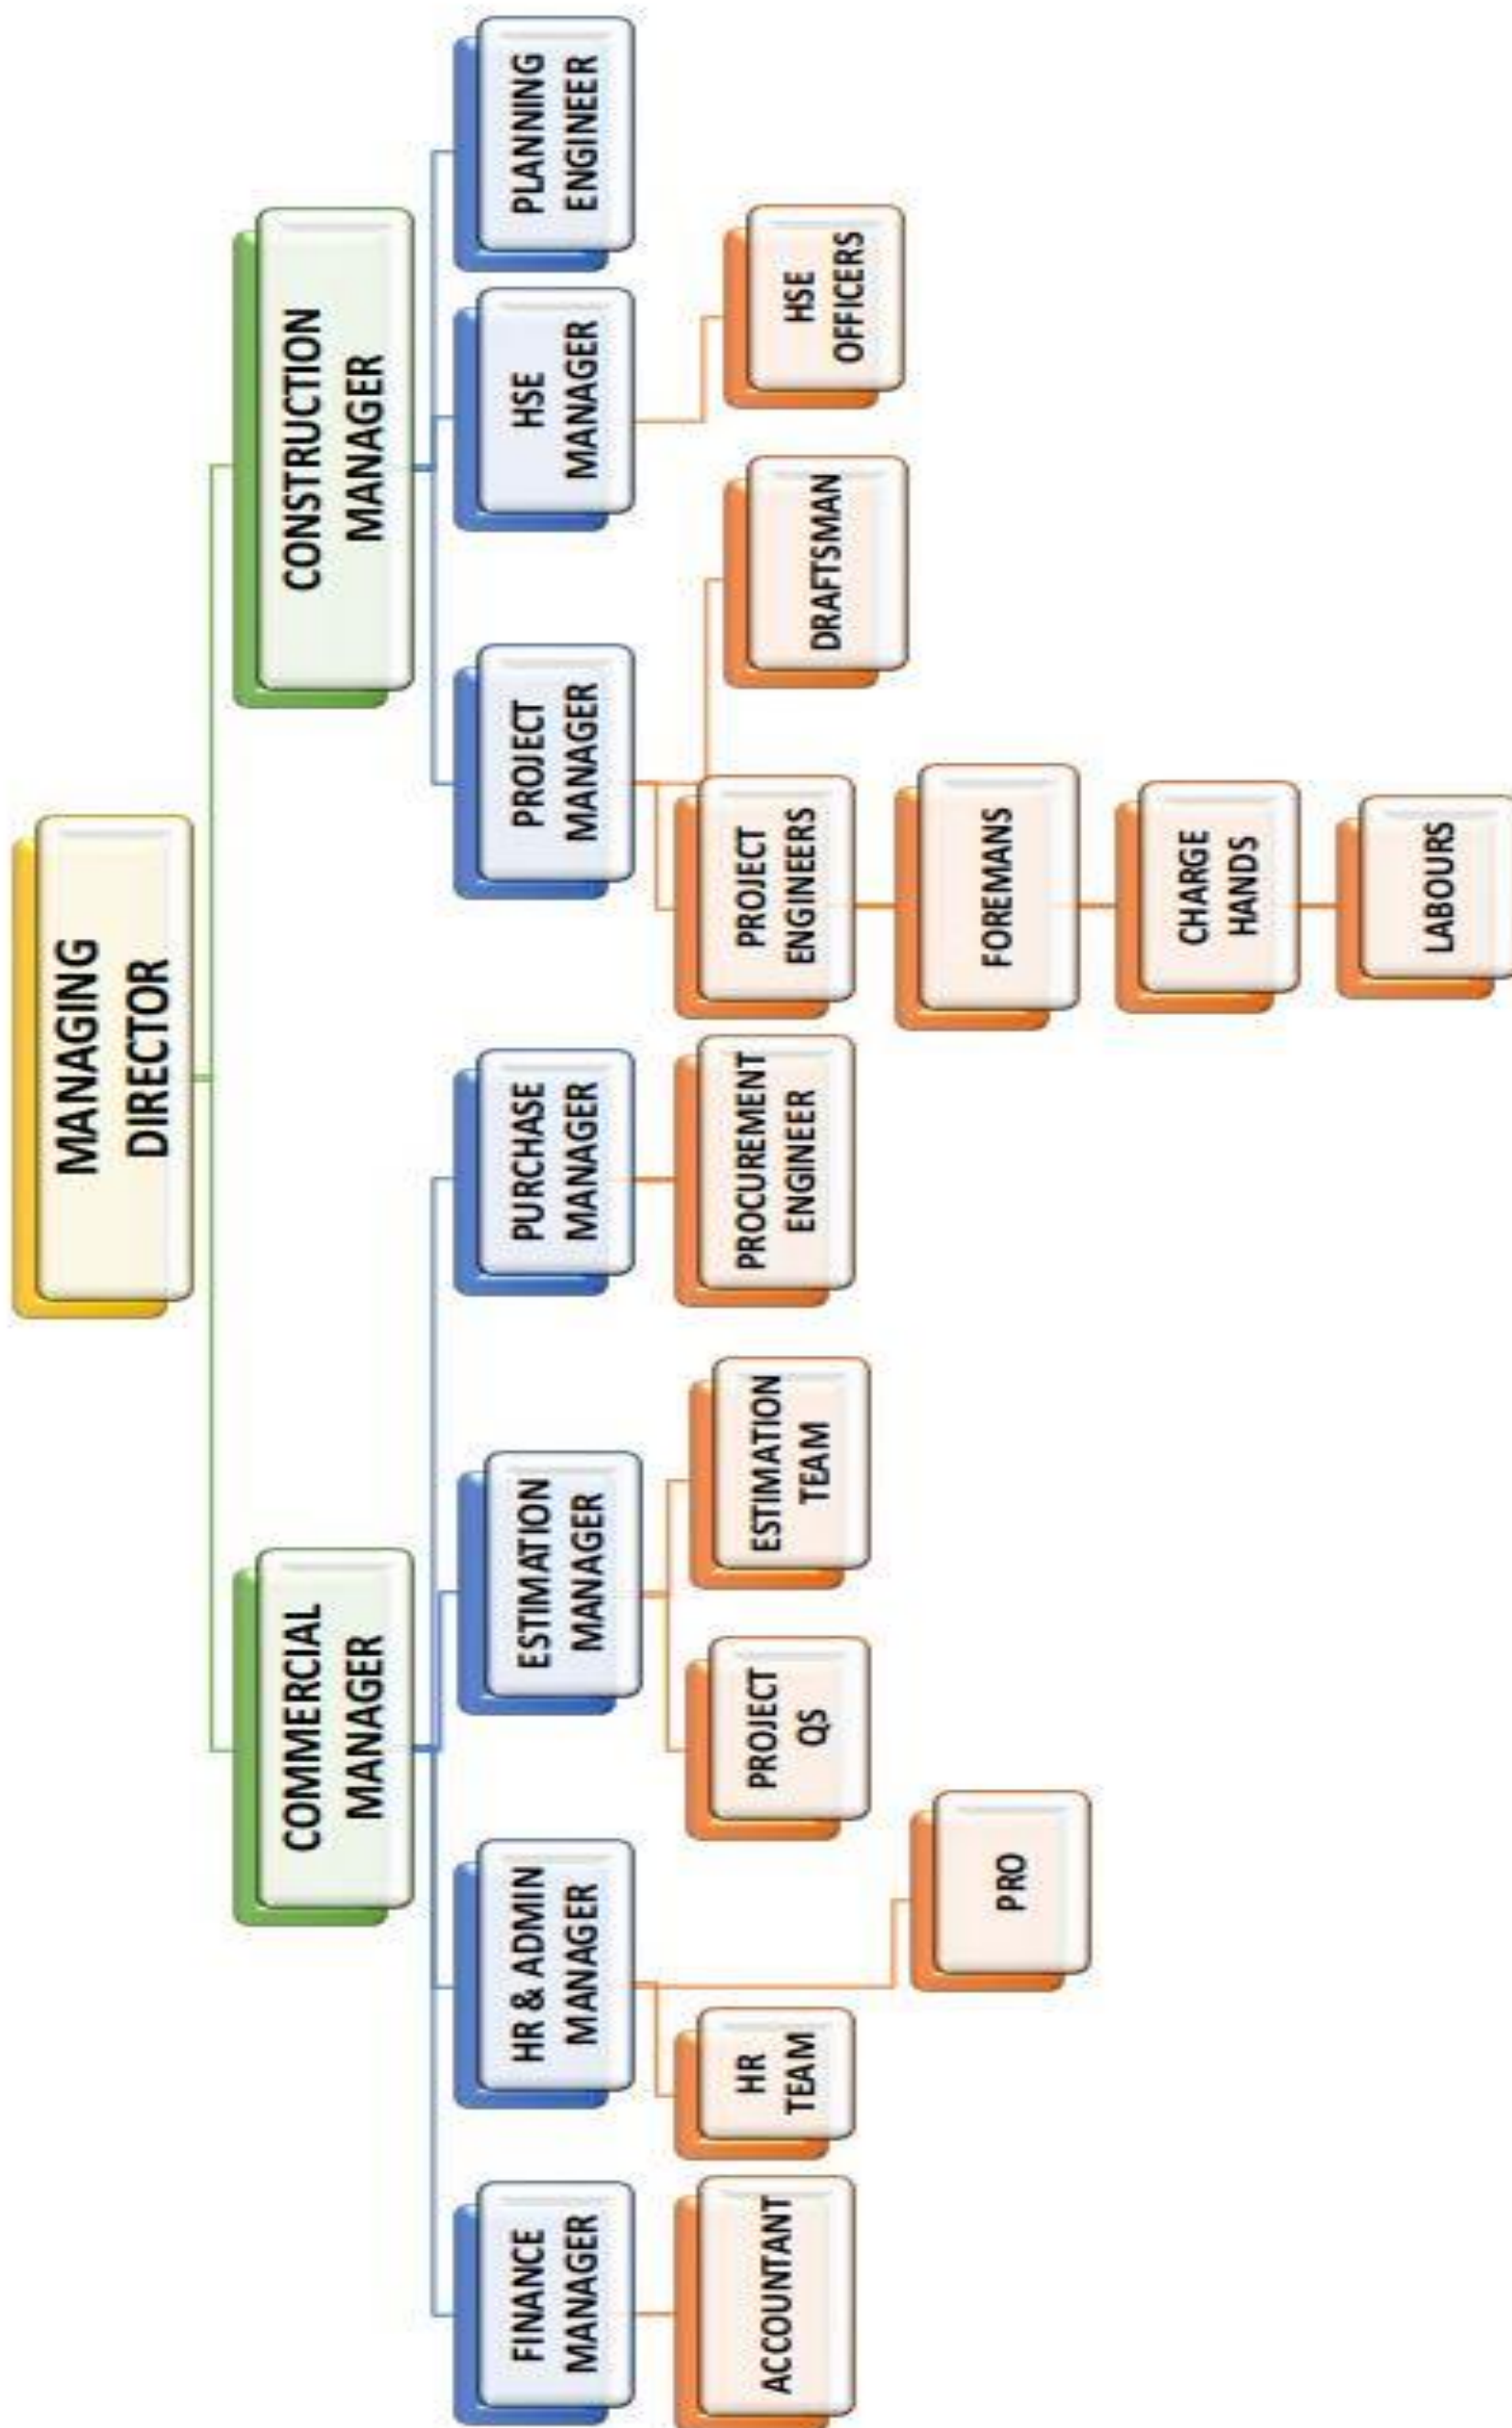 MANAGING
DIRECTOR
COMMERCIAL
MANAGER
CONSTRUCTION
MANAGER
FINANCE
MANAGER
HR & ADMIN
MANAGER
ESTIMATION
MANAGER
PURCHASE
MANAGER
PROJECT
MANAGER
HSE
MANAGER
PLANNING
ENGINEER
ACCOUNTANT
HR
TEAM
PRO
PROJECT
QS
ESTIMATION
TEAM
PROCUREMENT
ENGINEER
PROJECT
ENGINEERS
DRAFTSMAN
HSE
OFFICERS
FOREMANS
CHARGE
HANDS
LABOURS